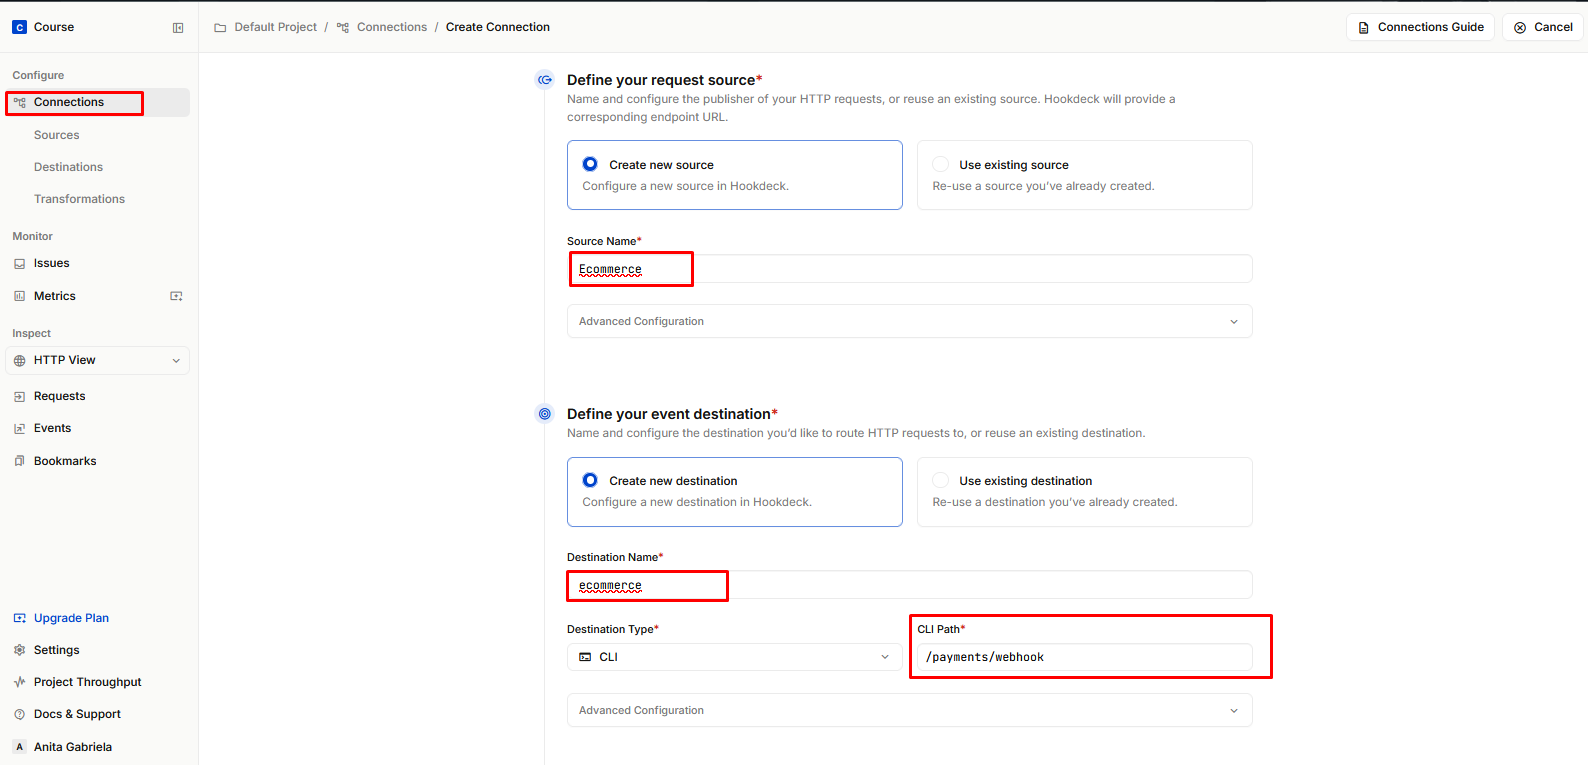 C Course
Default Project / Connections / Create Connection
Connections Guide
Cancel
Configure
Connections
Sources
Destinations
Transformations
Monitor
Issues
Metrics
Inspect
HTTP View
Requests
Events
Bookmarks
Upgrade Plan
Settings
Project Throughput
Docs & Support
A Anita Gabriela
Define your request source*
Name and configure the publisher of your HTTP requests, or reuse an existing source. Hookdeck will provide a
corresponding endpoint URL.
Create new source
Configure a new source in Hookdeck.
Use existing source
Re-use a source you’ve already created.
Source Name*
Ecommerce
Advanced Configuration
Define your event destination*
Name and configure the destination you’d like to route HTTP requests to, or reuse an existing destination.
Create new destination
Configure a new destination in Hookdeck.
Use existing destination
Re-use a destination you’ve already created.
Destination Name*
ecommerce
Destination Type*
CLI
CLI Path*
/payments/webhook
Advanced Configuration